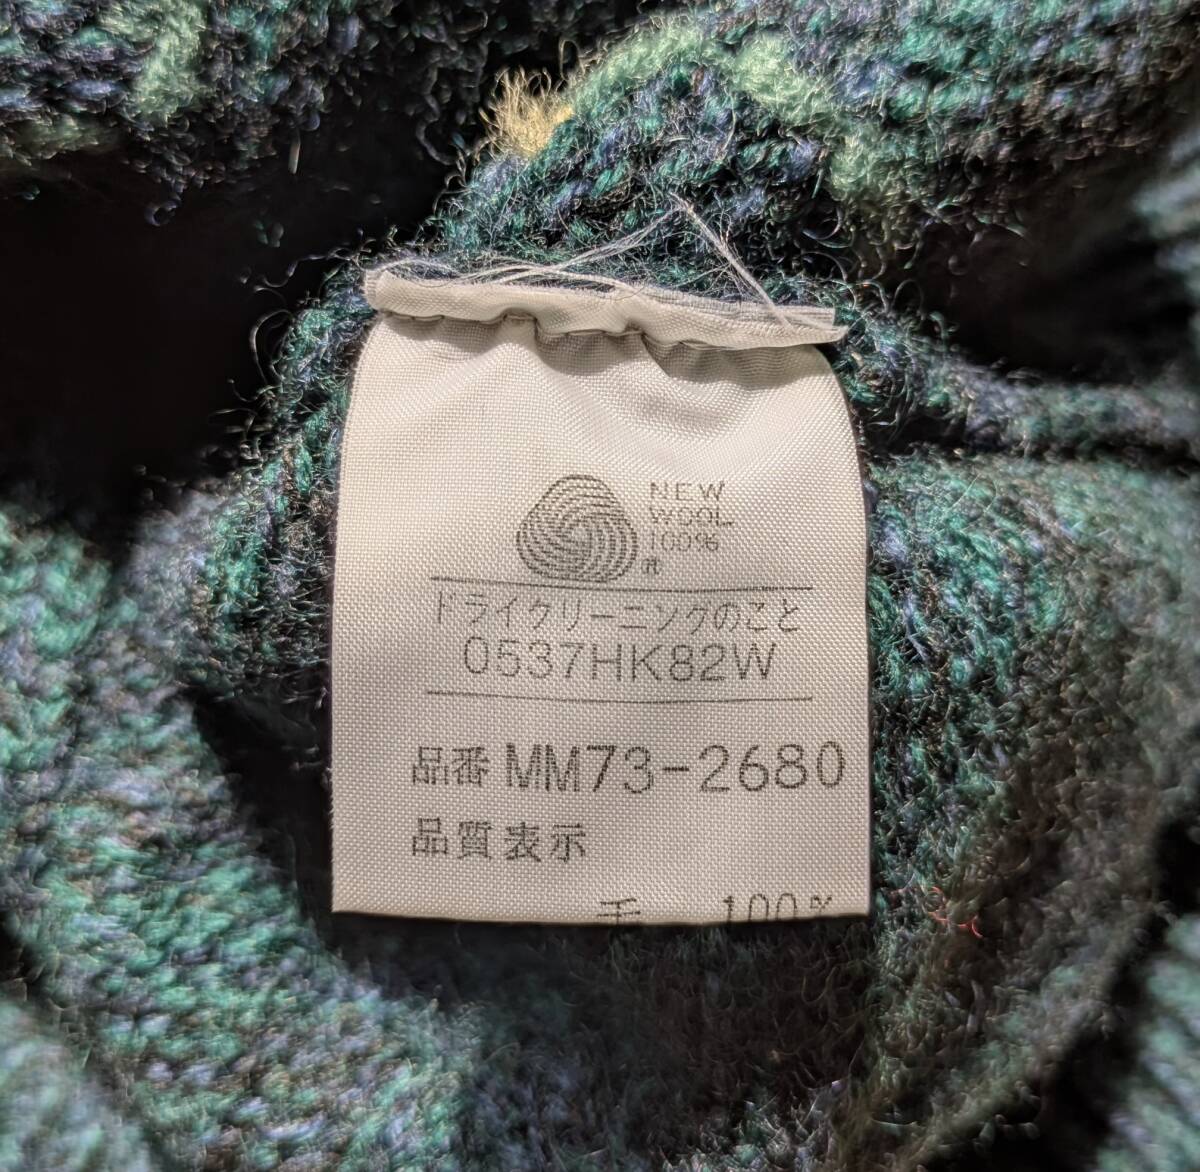 NEW
WOOL
100%
®
ドライクリーニングのこと
0537HK82W
品番 MM73-2680
品質表示
毛 100%